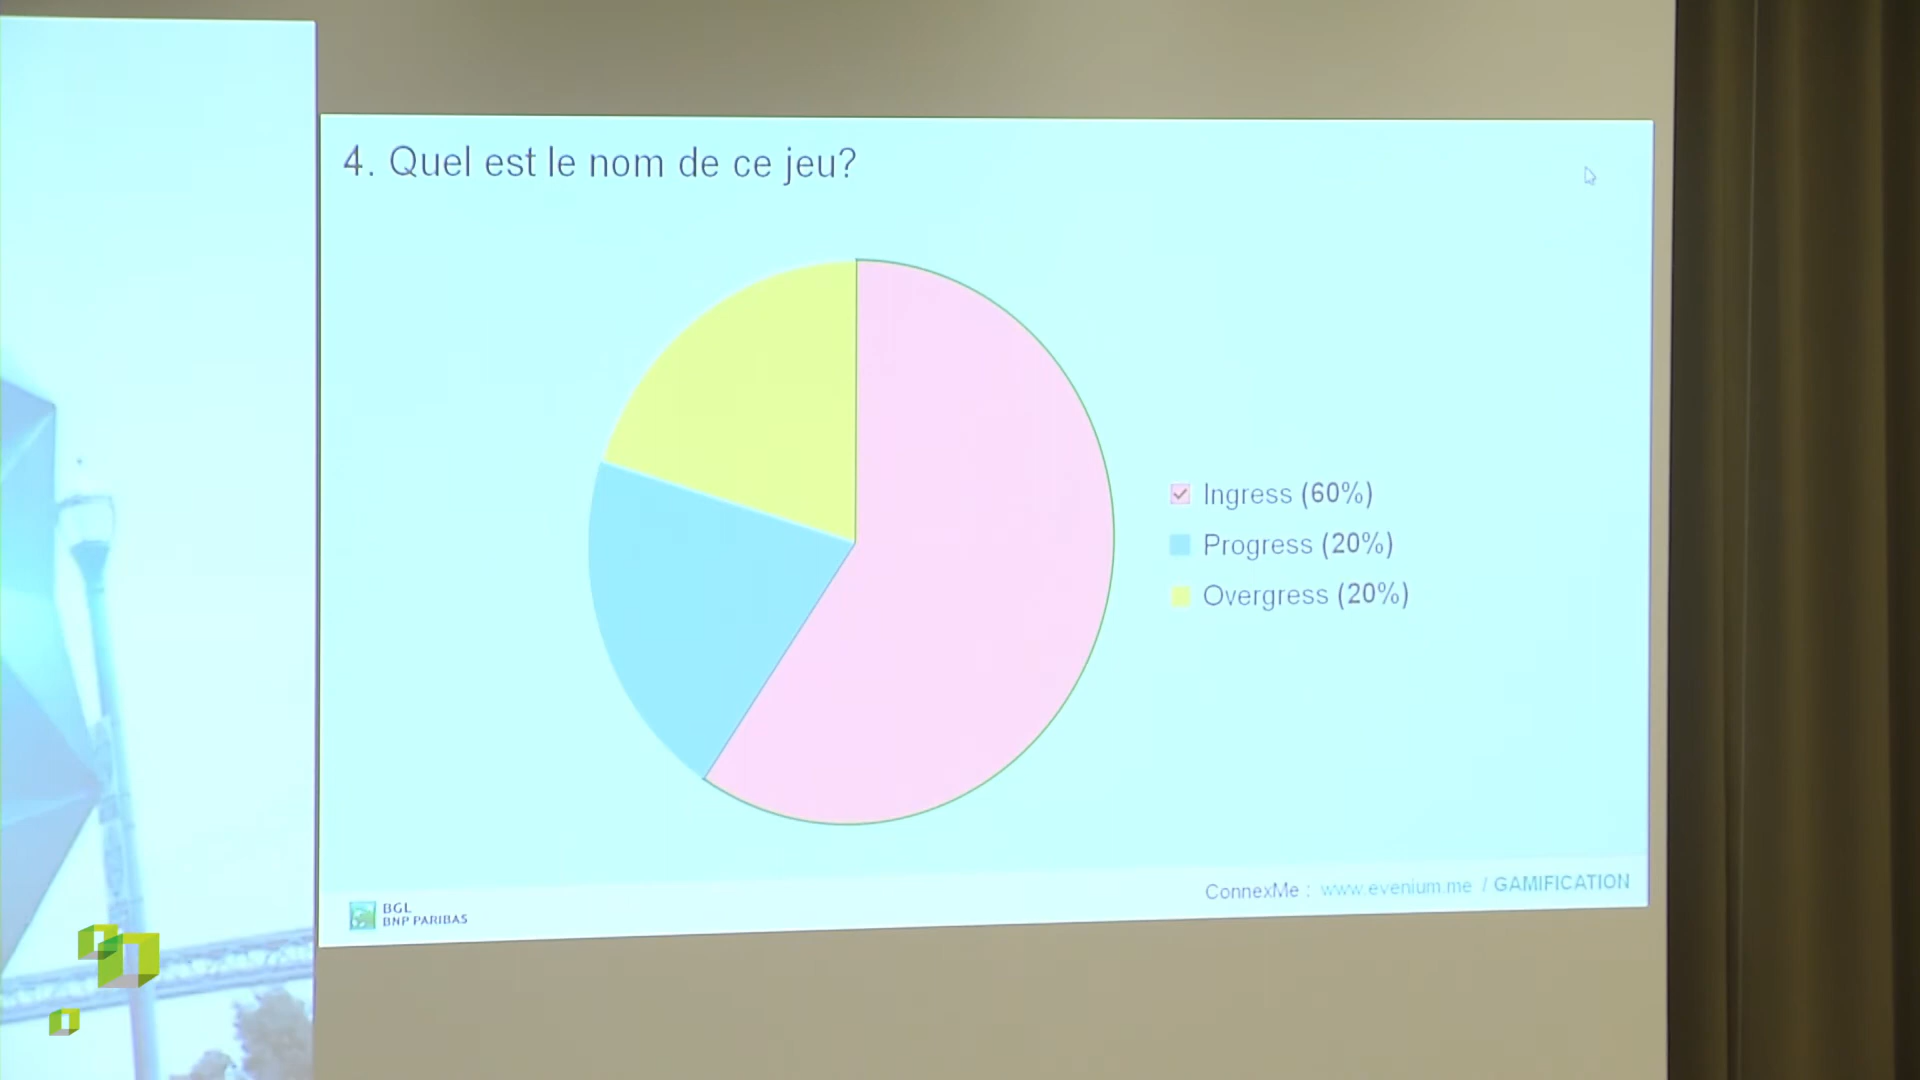 4. Quel est le nom de ce jeu?
Ingress (60%)
Progress (20%)
Overgress (20%)
ConnexMe : www.evenium.me / GAMIFICATION
BGL
BNP PARIBAS